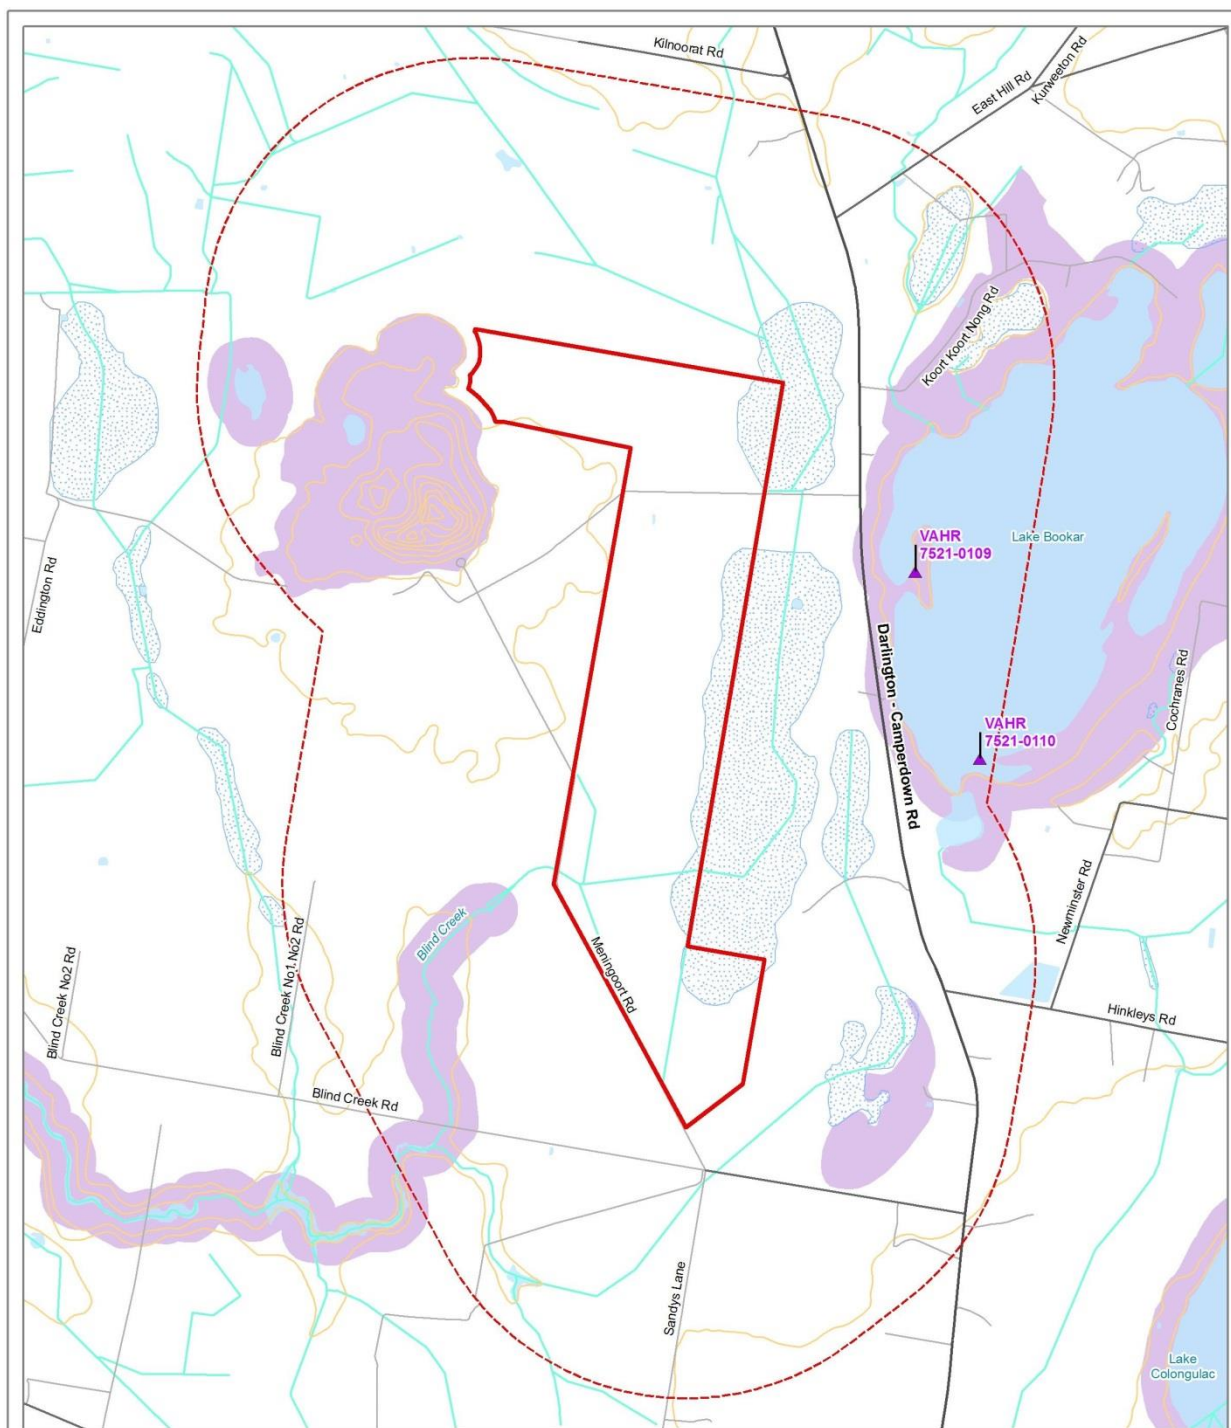 Kilnoorat Rd
East Hill Rd
Kurweeton Rd
Koort Koort Nong Rd
VAHR
7521-0109
Lake Bookar
Eddington Rd
Darlington - Camperdown Rd
Cochranes Rd
VAHR
7521-0110
Blind Creek
Newminster Rd
Meningoort Rd
Blind Creek No2 Rd
Blind Creek No1 No2 Rd
Hinkleys Rd
Blind Creek Rd
Sandys Lane
Lake
Colongulac